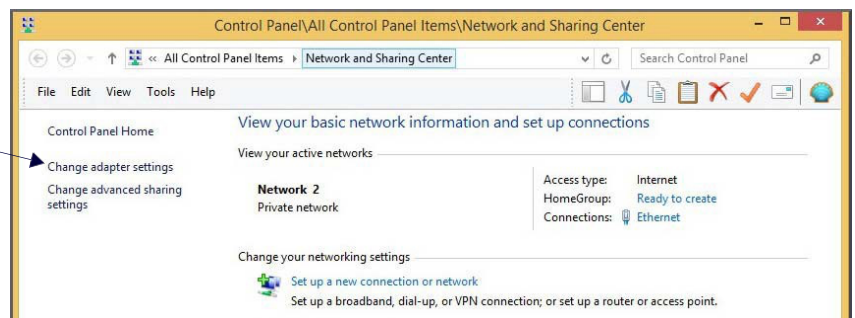 Control Panel\All Control Panel Items\Network and Sharing Center
« All Control Panel Items Network and Sharing Center Search Control Panel
File Edit View Tools Help
Control Panel Home
Change adapter settings
Change advanced sharing
settings
View your basic network information and set up connections
View your active networks
Network 2
Private network
Access type: Internet
HomeGroup: Ready to create
Connections: Ethernet
Change your networking settings
Set up a new connection or network
Set up a broadband, dial-up, or VPN connection; or set up a router or access point.